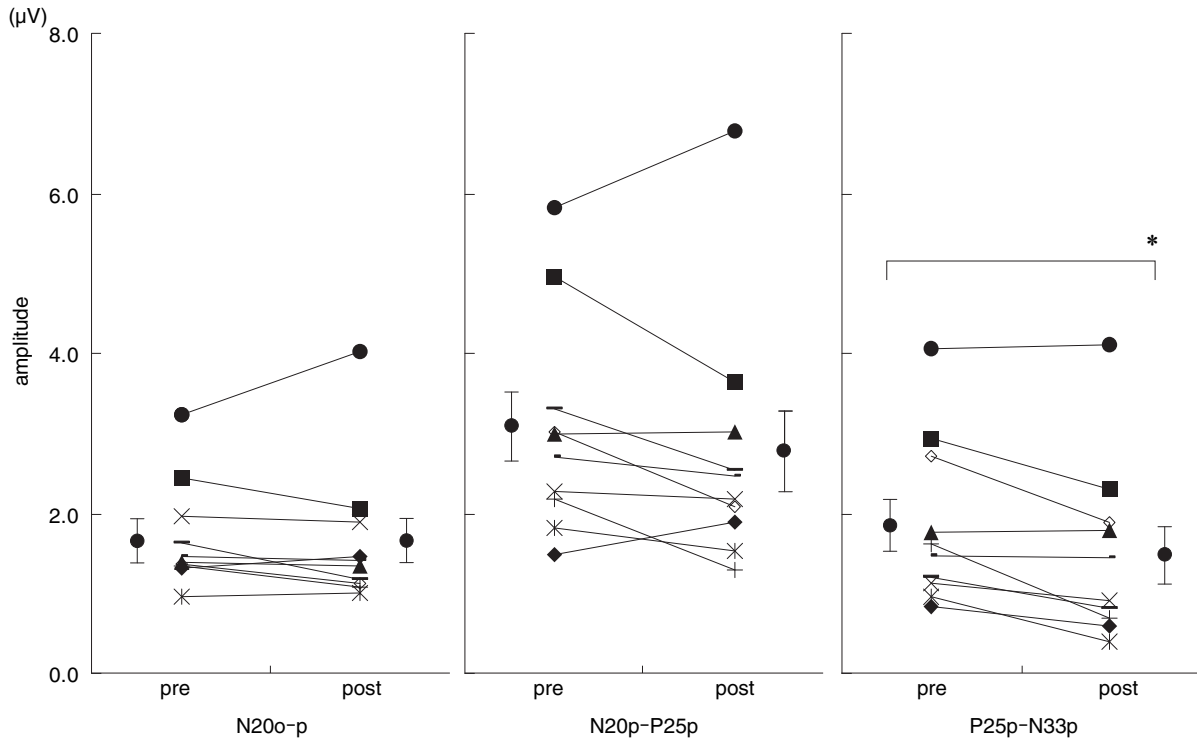 (μV)
8.0
6.0
4.0
2.0
0.0
amplitude
*
pre post pre post pre post
N20o-p N20p-P25p P25p-N33p